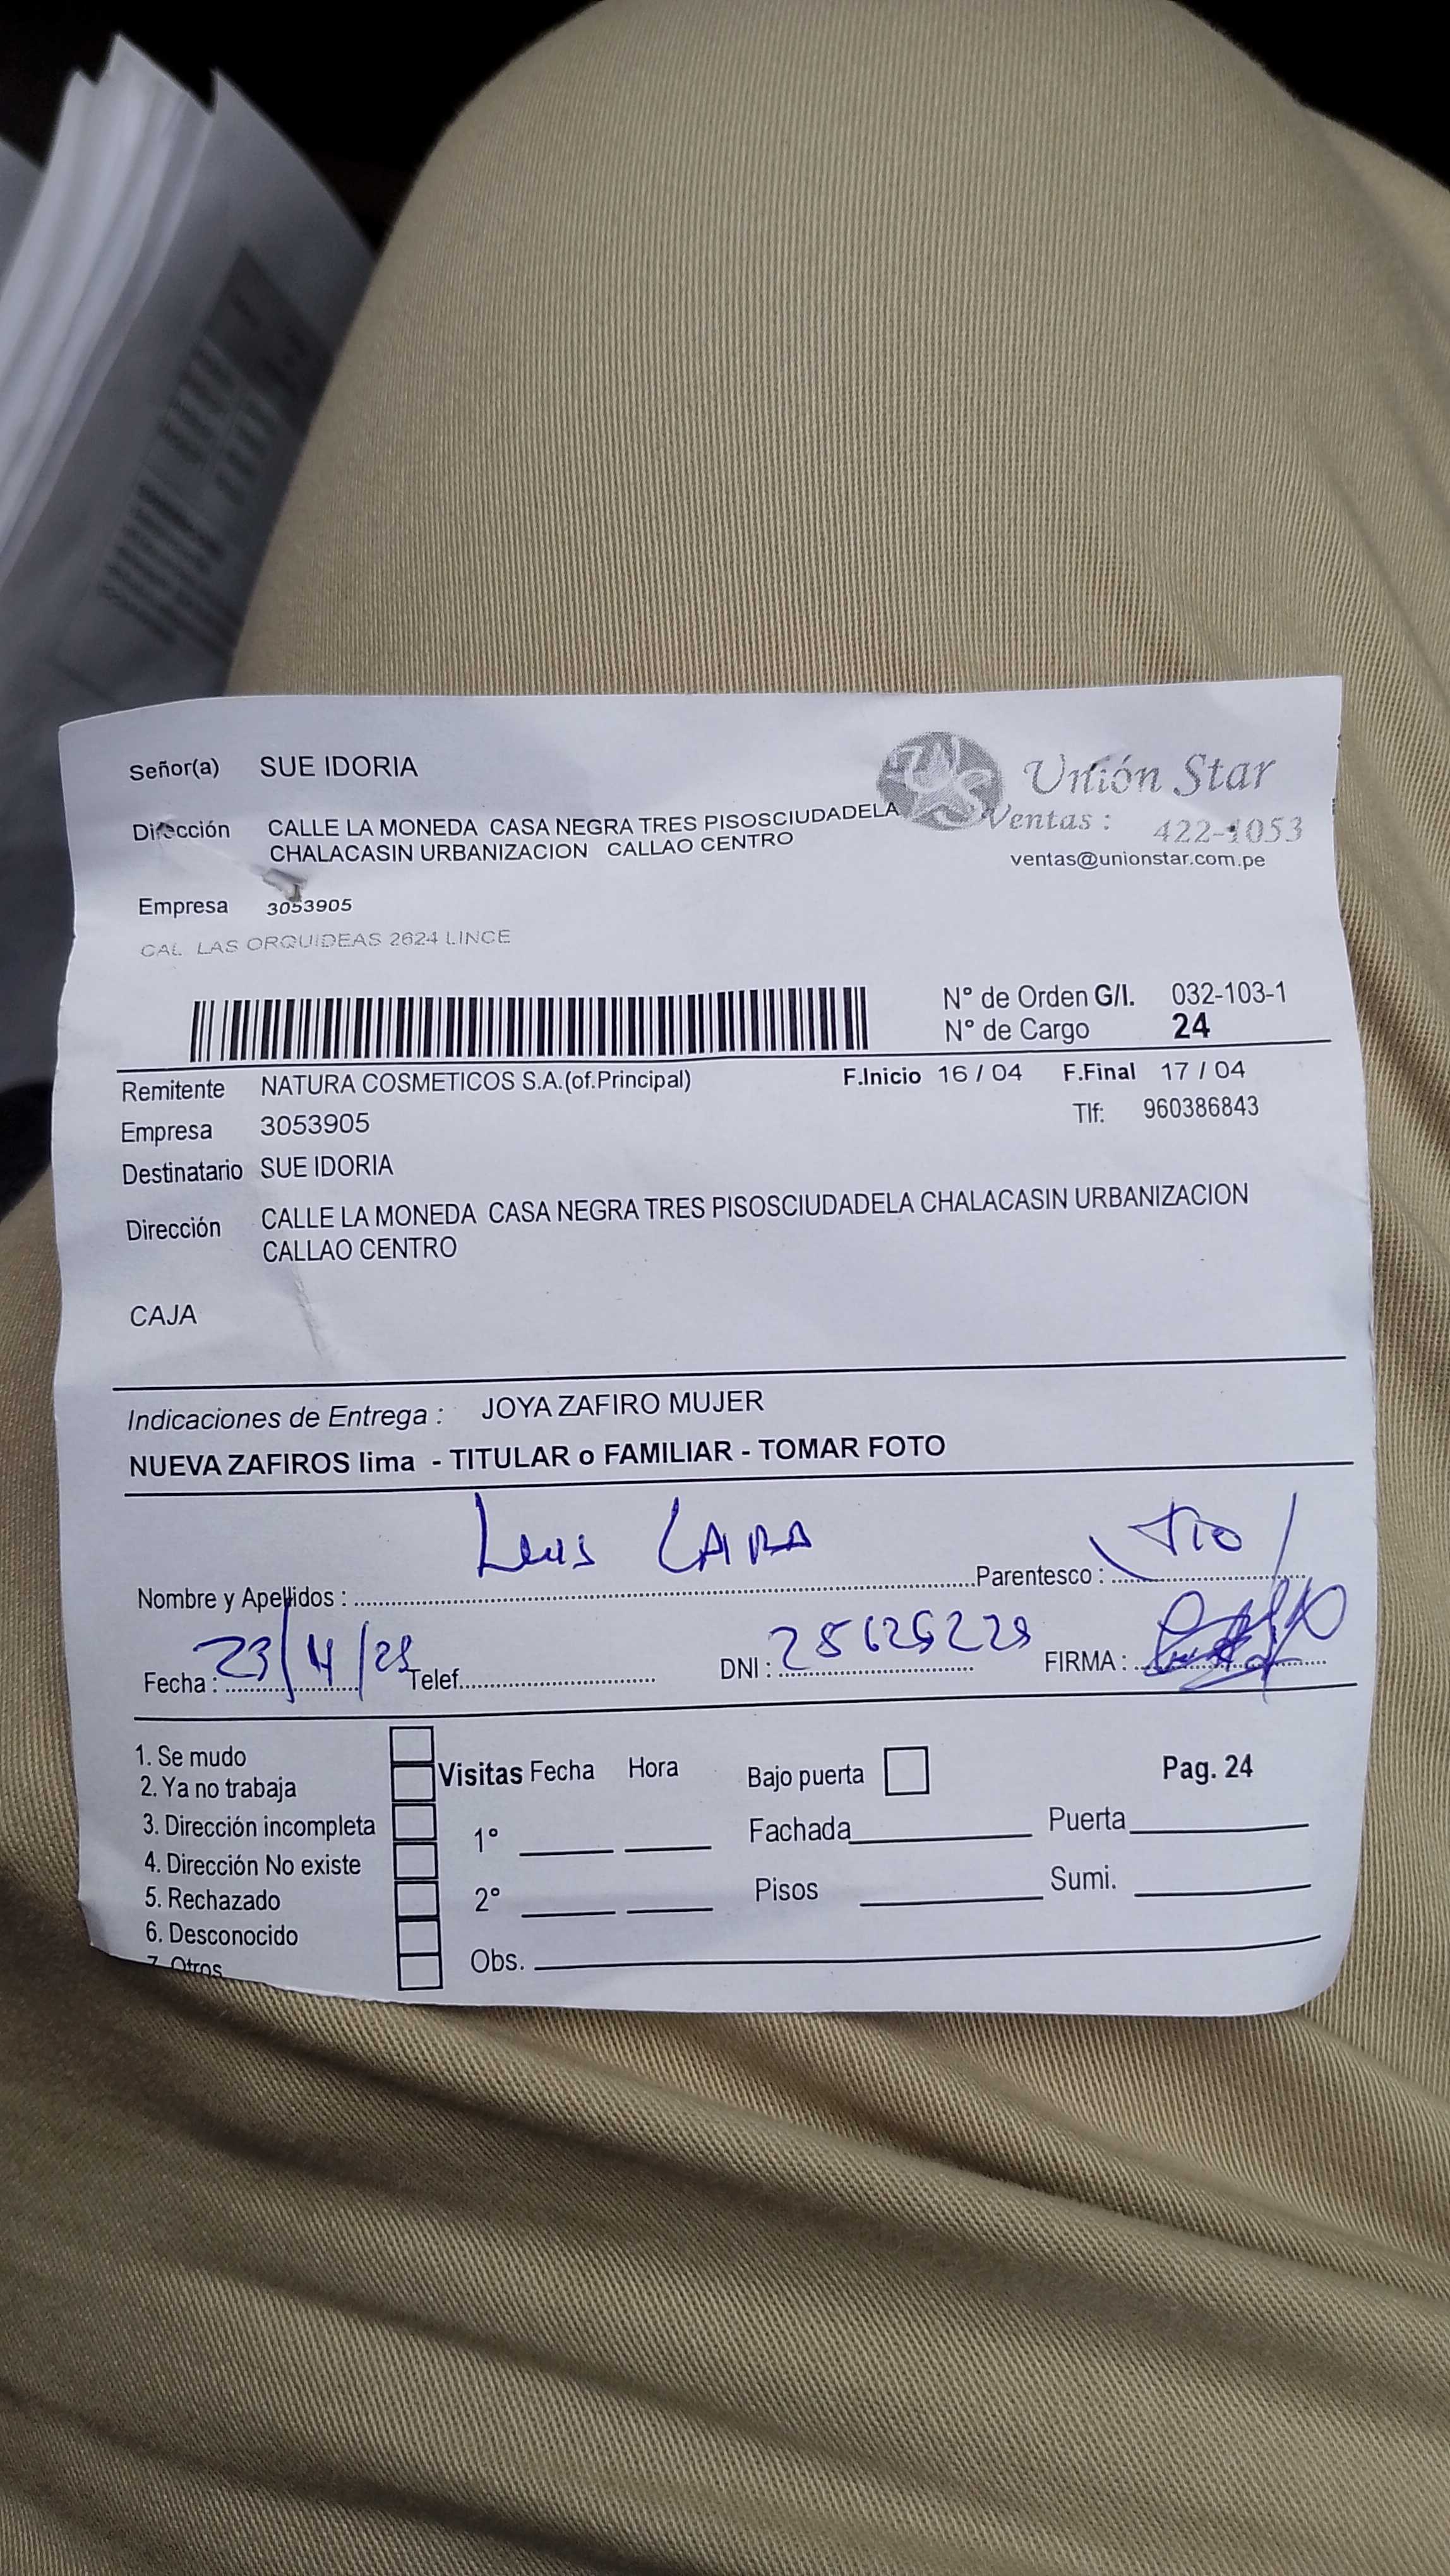 Señor(a) SUE IDORIA
Unión Star
Dirección CALLE LA MONEDA CASA NEGRA TRES PISOSCIUDADELA
CHALACASIN URBANIZACION CALLAO CENTRO
Ventas : 422-1053
ventas@unionstar.com.pe
Empresa 3053905
CAL. LAS ORQUIDEAS 2624 LINCE
N° de Orden G/I. 032-103-1
N° de Cargo 24
Remitente NATURA COSMETICOS S.A.(of.Principal) F.Inicio 16 / 04 F.Final 17 / 04
Empresa 3053905 Tlf: 960386843
Destinatario SUE IDORIA
Dirección CALLE LA MONEDA CASA NEGRA TRES PISOSCIUDADELA CHALACASIN URBANIZACION
CALLAO CENTRO
CAJA
Indicaciones de Entrega : JOYA ZAFIRO MUJER
NUEVA ZAFIROS lima - TITULAR o FAMILIAR - TOMAR FOTO
Nombre y Apellidos : Luis LARA Parentesco : Tio
Fecha : 23/4/25 Telef. DNI : 25625229 FIRMA :
1. Se mudo
2. Ya no trabaja
3. Dirección incompleta
4. Dirección No existe
5. Rechazado
6. Desconocido
7. Otros
Visitas Fecha Hora
1°
2°
Obs.
Bajo puerta
Fachada
Pisos
Pag. 24
Puerta
Sumi.